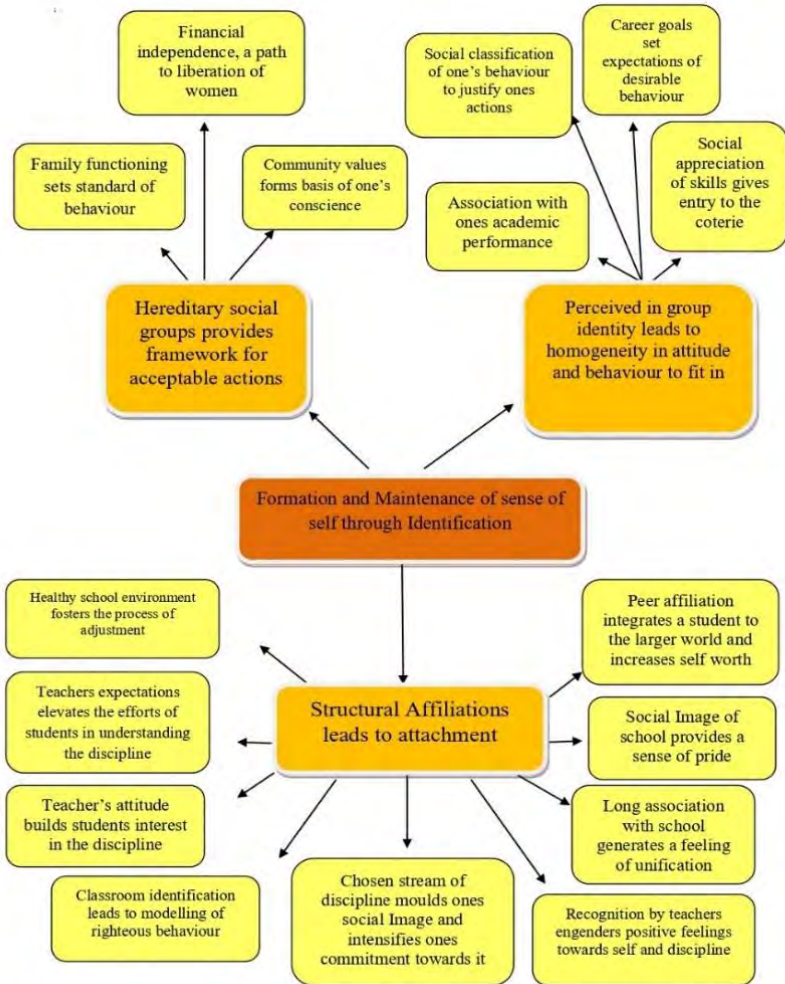 Financial
independence, a path
to liberation of
women
Social classification
of one's behaviour
to justify ones
actions
Career goals
set
expectations of
desirable
behaviour
Family functioning
sets standard of
behaviour
Community values
forms basis of one's
conscience
Association with
ones academic
performance
Social
appreciation
of skills gives
entry to the
coterie
Hereditary social
groups provides
framework for
acceptable actions
Perceived in group
identity leads to
homogeneity in attitude
and behaviour to fit in
Formation and Maintenance of sense of
self through Identification
Healthy school environment
fosters the process of
adjustment
Peer affiliation
integrates a student to
the larger world and
increases self worth
Teachers expectations
elevates the efforts of
students in understanding
the discipline
Structural Affiliations
leads to attachment
Social Image of
school provides a
sense of pride
Teacher's attitude
builds students interest
in the discipline
Long association
with school
generates a feeling
of unification
Classroom identification
leads to modelling of
righteous behaviour
Chosen stream of
discipline moulds ones
social Image and
intensifies ones
commitment towards it
Recognition by teachers
engenders positive feelings
towards self and discipline